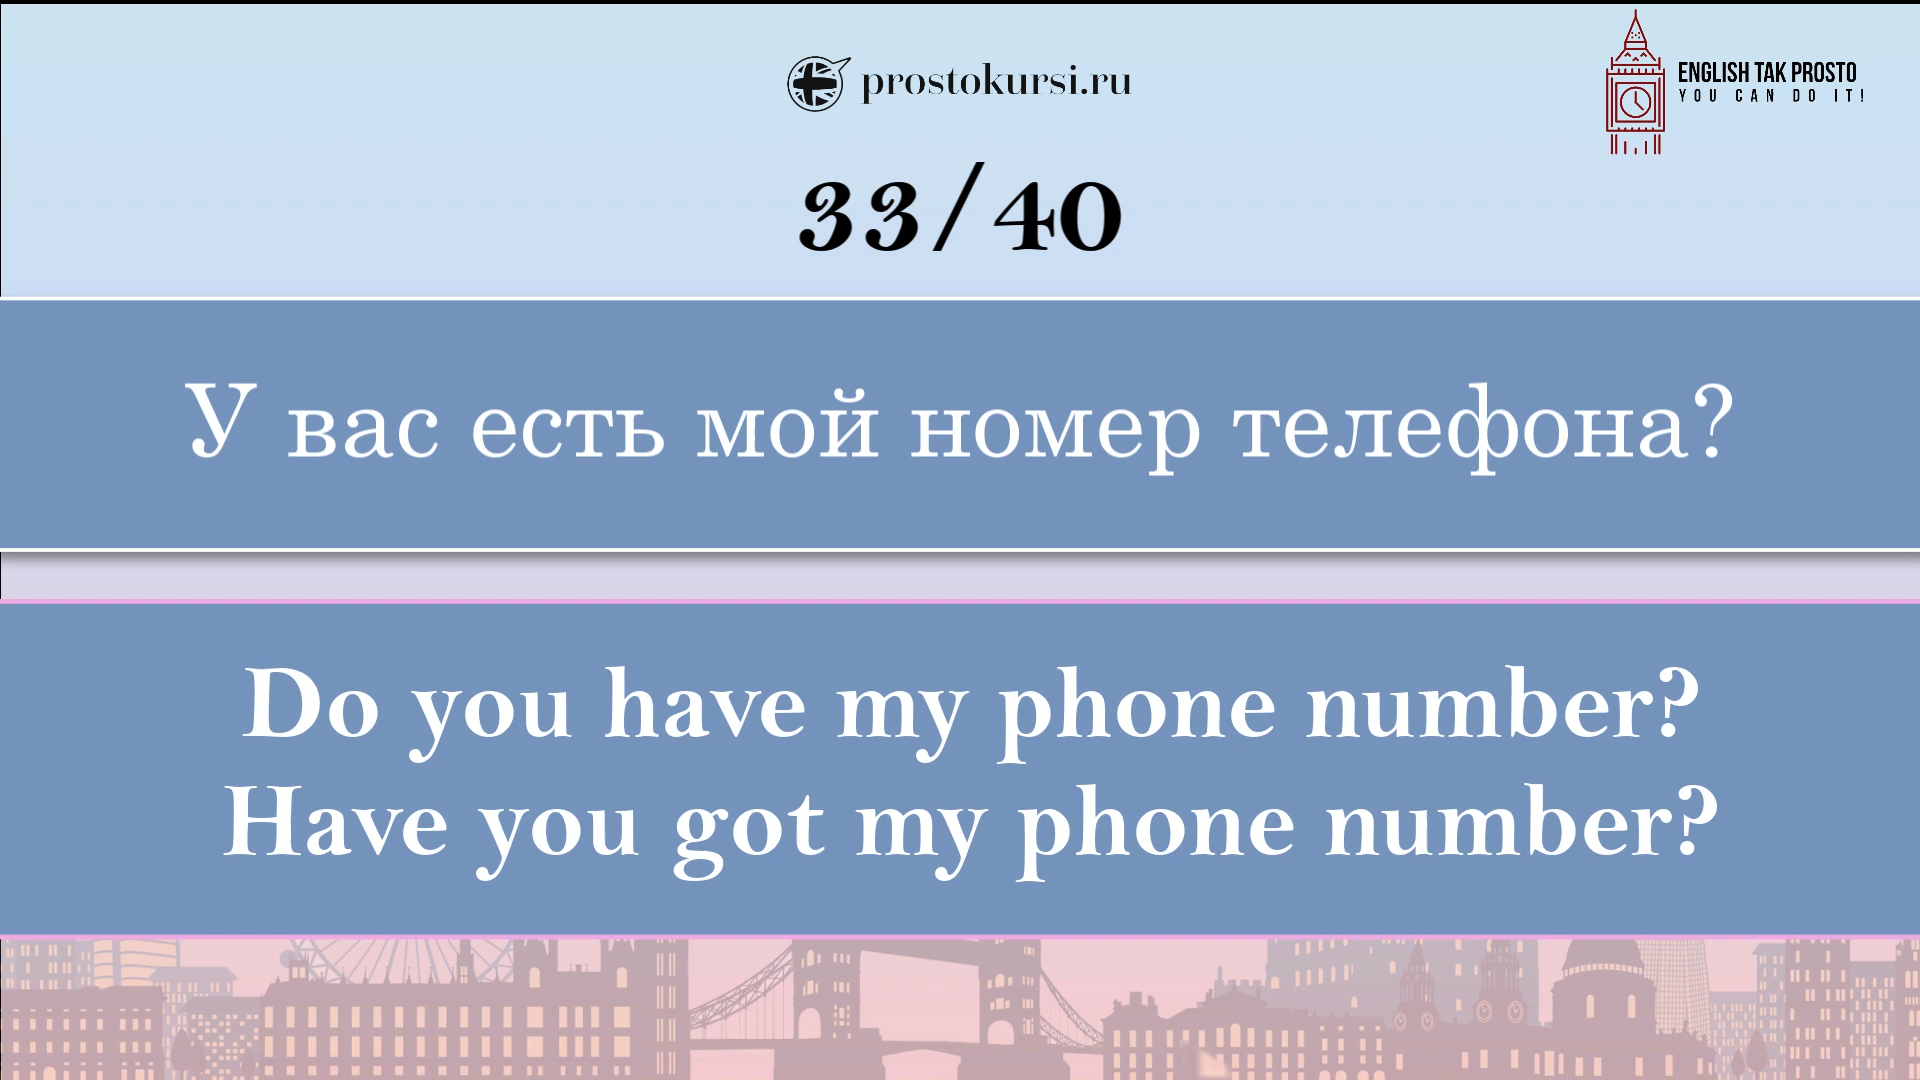 prostokursi.ru
ENGLISH TAK PROSTO
YOU CAN DO IT!
33/40
У вас есть мой номер телефона?
Do you have my phone number?
Have you got my phone number?